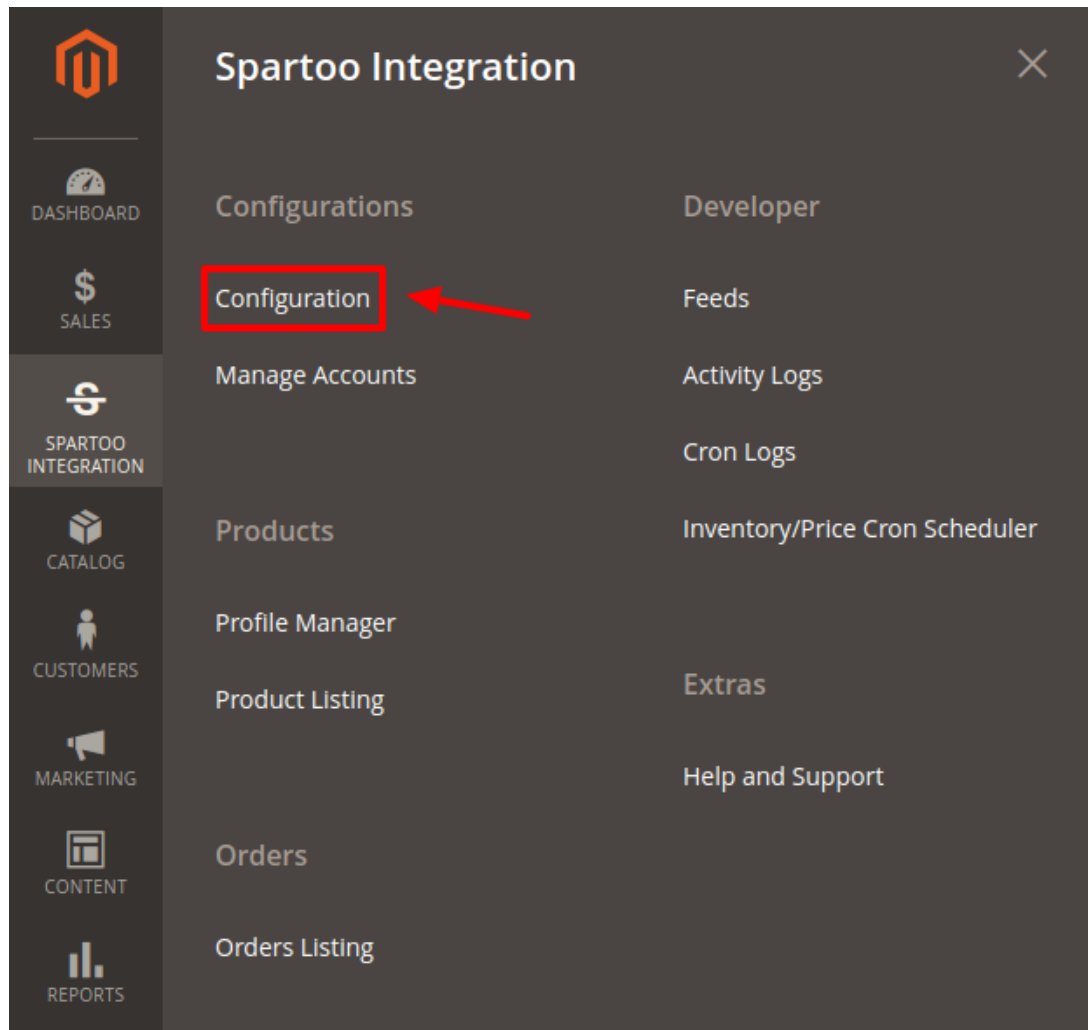 Spartoo Integration
DASHBOARD
SALES
SPARTOO
INTEGRATION
CATALOG
CUSTOMERS
MARKETING
CONTENT
REPORTS
Configurations
Configuration
Manage Accounts
Products
Profile Manager
Product Listing
Orders
Orders Listing
Developer
Feeds
Activity Logs
Cron Logs
Inventory/Price Cron Scheduler
Extras
Help and Support